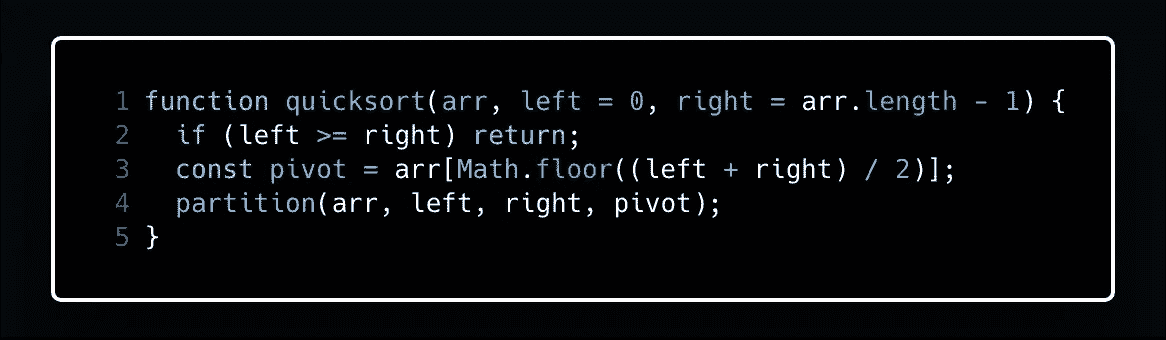 1 function quicksort(arr, left = 0, right = arr.length - 1) {
2   if (left >= right) return;
3   const pivot = arr[Math.floor((left + right) / 2)];
4   partition(arr, left, right, pivot);
5 }